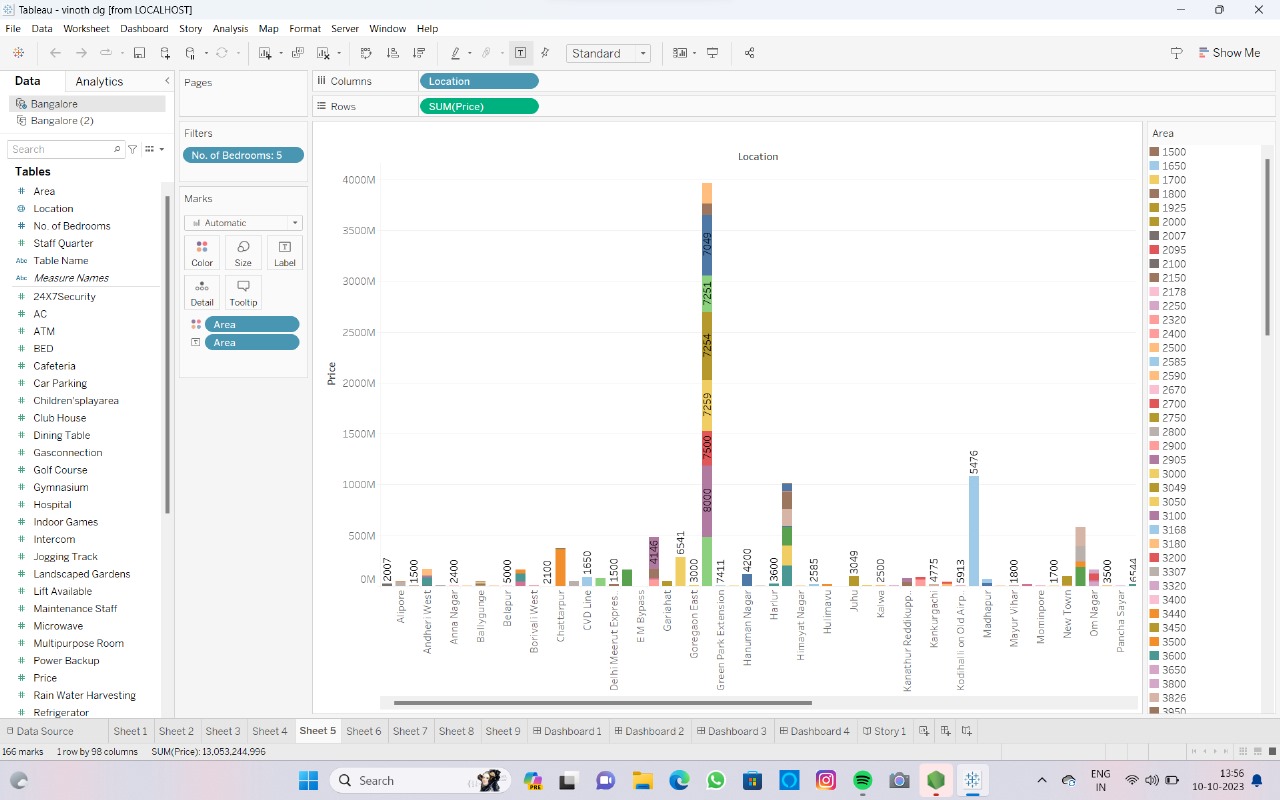 Tableau - vinoth clg [from LOCALHOST]
File Data Worksheet Dashboard Story Analysis Map Format Server Window Help
Standard
Show Me
Data Analytics
Bangalore
Bangalore (2)
Search
Tables
Area
Location
No. of Bedrooms
Staff Quarter
Abc Table Name
Abc Measure Names
24X7Security
AC
ATM
BED
Cafeteria
Car Parking
Children'splayarea
Club House
Dining Table
Gasconnection
Golf Course
Gymnasium
Hospital
Indoor Games
Intercom
Jogging Track
Landscaped Gardens
Lift Available
Maintenance Staff
Microwave
Multipurpose Room
Power Backup
Price
Rain Water Harvesting
Refrigerator
Pages
Filters
No. of Bedrooms: 5
Marks
Automatic
Color Size Label
Detail Tooltip
Area
Area
Columns Location
Rows SUM(Price)
Location
Price
4000M
3500M
3000M
2500M
2000M
1500M
1000M
500M
0M
12007 1500 2400 5000 2100 1650 11500 4146 6541 3000
7049
7251
7254
7259
7500
8000
7411 4200 3600 2585 3049 2500 4775 5913 5476 1800 1700 3500 16544
Alipore
Andheri West
Anna Nagar
Ballygunge
Belapur
Borivali West
Chattarpur
CVD Line
Delhi Meerut Expres..
E M Bypass
Gariahat
Goregaon East
Green Park Extension
Hanuman Nagar
Harlur
Himayat Nagar
Hulimavu
Juhu
Kalwa
Kanathur Reddikupp..
Kankurgachi
Kodihalli on Old Airp..
Madhapur
Mayur Vihar
Mominpore
New Town
Om Nagar
Pancha Sayar
Area
1500
1650
1700
1800
1925
2000
2007
2095
2100
2150
2178
2250
2320
2400
2500
2585
2590
2670
2700
2750
2800
2900
2905
3000
3049
3050
3100
3168
3180
3200
3307
3320
3400
3440
3450
3500
3600
3650
3800
3826
3950
Data Source Sheet 1 Sheet 2 Sheet 3 Sheet 4 Sheet 5 Sheet 6 Sheet 7 Sheet 8 Sheet 9 Dashboard 1 Dashboard 2 Dashboard 3 Dashboard 4 Story 1
166 marks 1 row by 98 columns SUM(Price): 13,053,244,996
Search
PRE
ENG
IN
13:56
10-10-2023